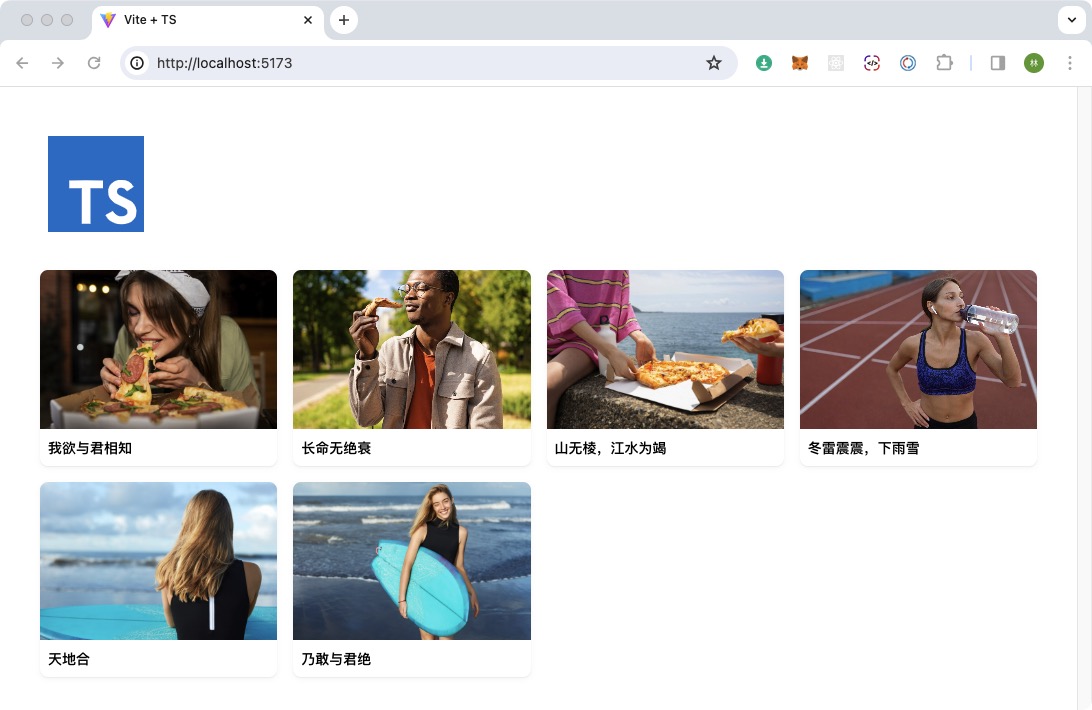 Vite + TS
http://localhost:5173
林
TS
我欲与君相知
长命无绝衰
山无棱，江水为竭
冬雷震震，下雨雪
天地合
乃敢与君绝